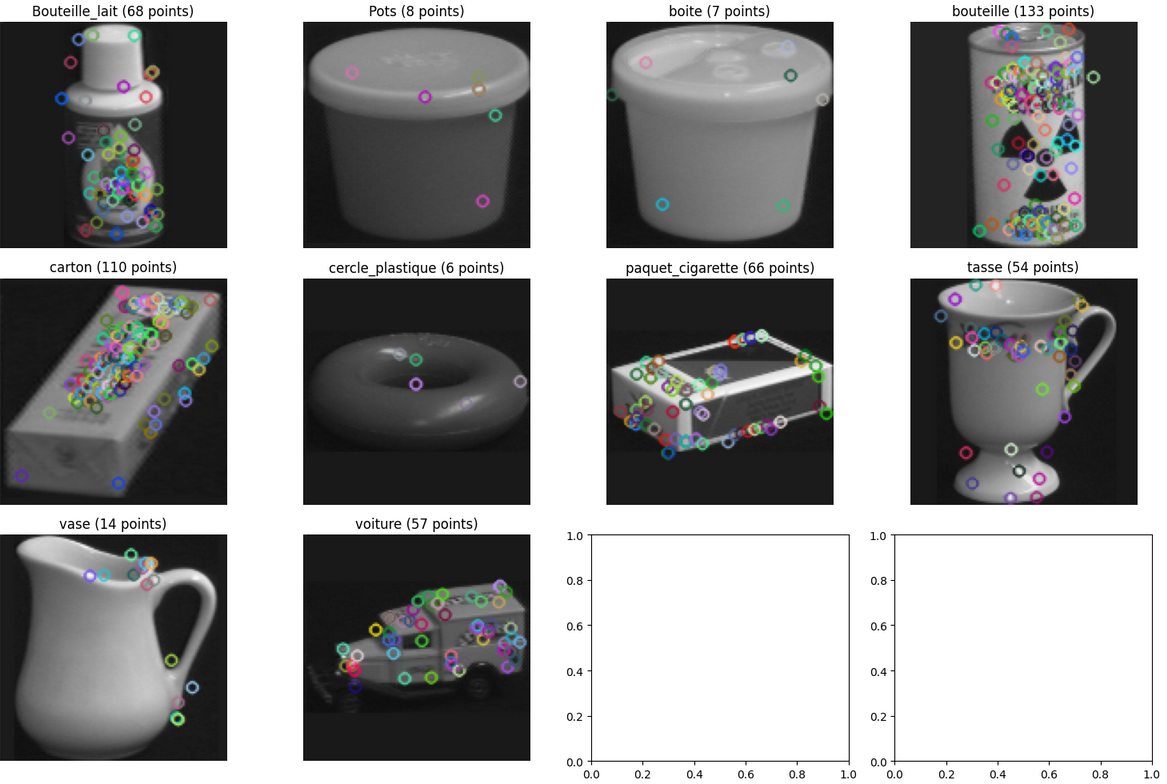 Bouteille_lait (68 points)
Pots (8 points)
boite (7 points)
bouteille (133 points)
carton (110 points)
cercle_plastique (6 points)
paquet_cigarette (66 points)
tasse (54 points)
vase (14 points)
voiture (57 points)
1.0
0.8
0.6
0.4
0.2
0.0
0.0 0.2 0.4 0.6 0.8 1.0
1.0
0.8
0.6
0.4
0.2
0.0
0.0 0.2 0.4 0.6 0.8 1.0